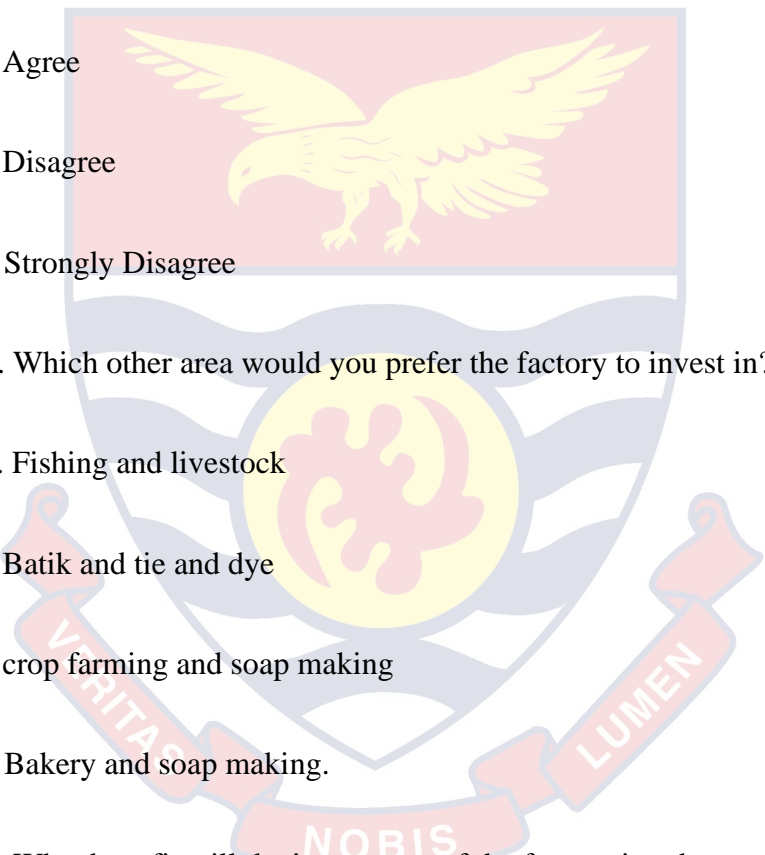 Agree
Disagree
Strongly Disagree
. Which other area would you prefer the factory to invest in?
. Fishing and livestock
Batik and tie and dye
crop farming and soap making
Bakery and soap making.
VERITAS
NOBIS
LUMEN